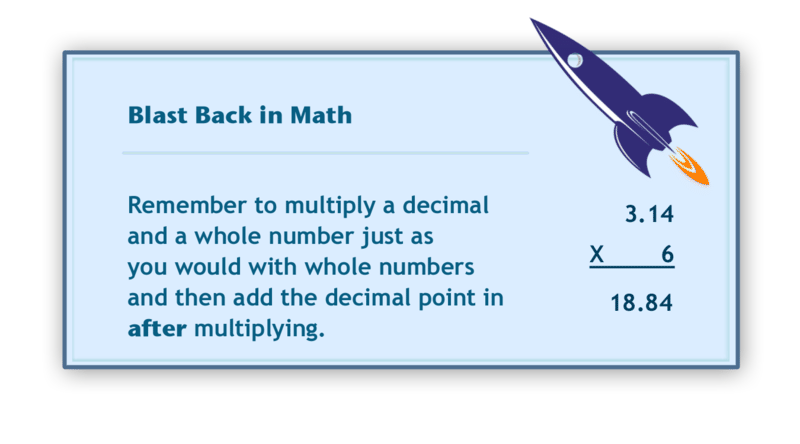 Blast Back in Math
Remember to multiply a decimal
and a whole number just as
you would with whole numbers
and then add the decimal point in
after multiplying.
3.14
X 6
18.84